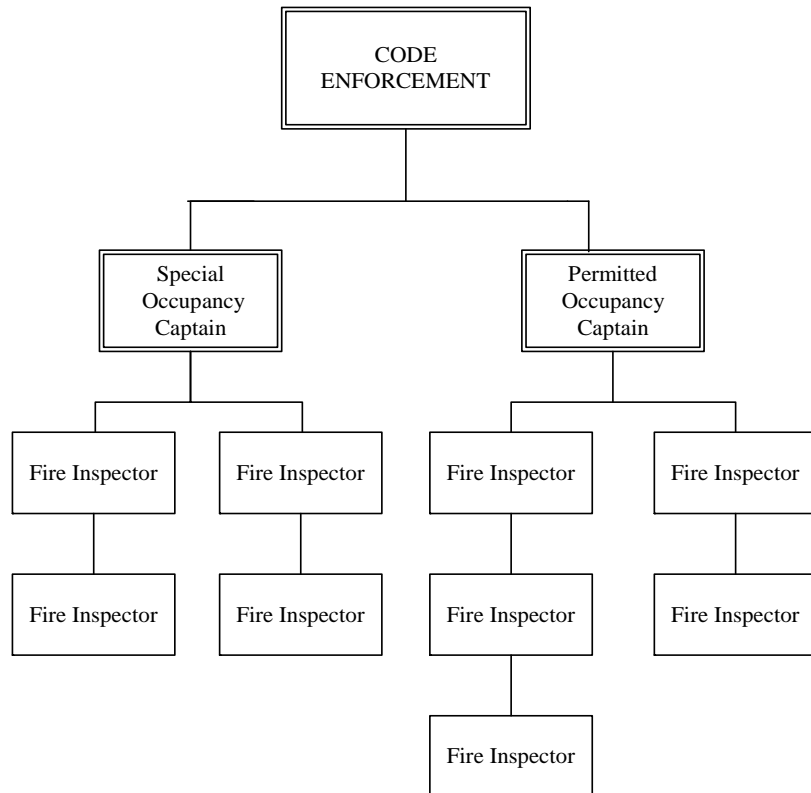 CODE
ENFORCEMENT
Special
Occupancy
Captain
Permitted
Occupancy
Captain
Fire Inspector
Fire Inspector
Fire Inspector
Fire Inspector
Fire Inspector
Fire Inspector
Fire Inspector
Fire Inspector
Fire Inspector